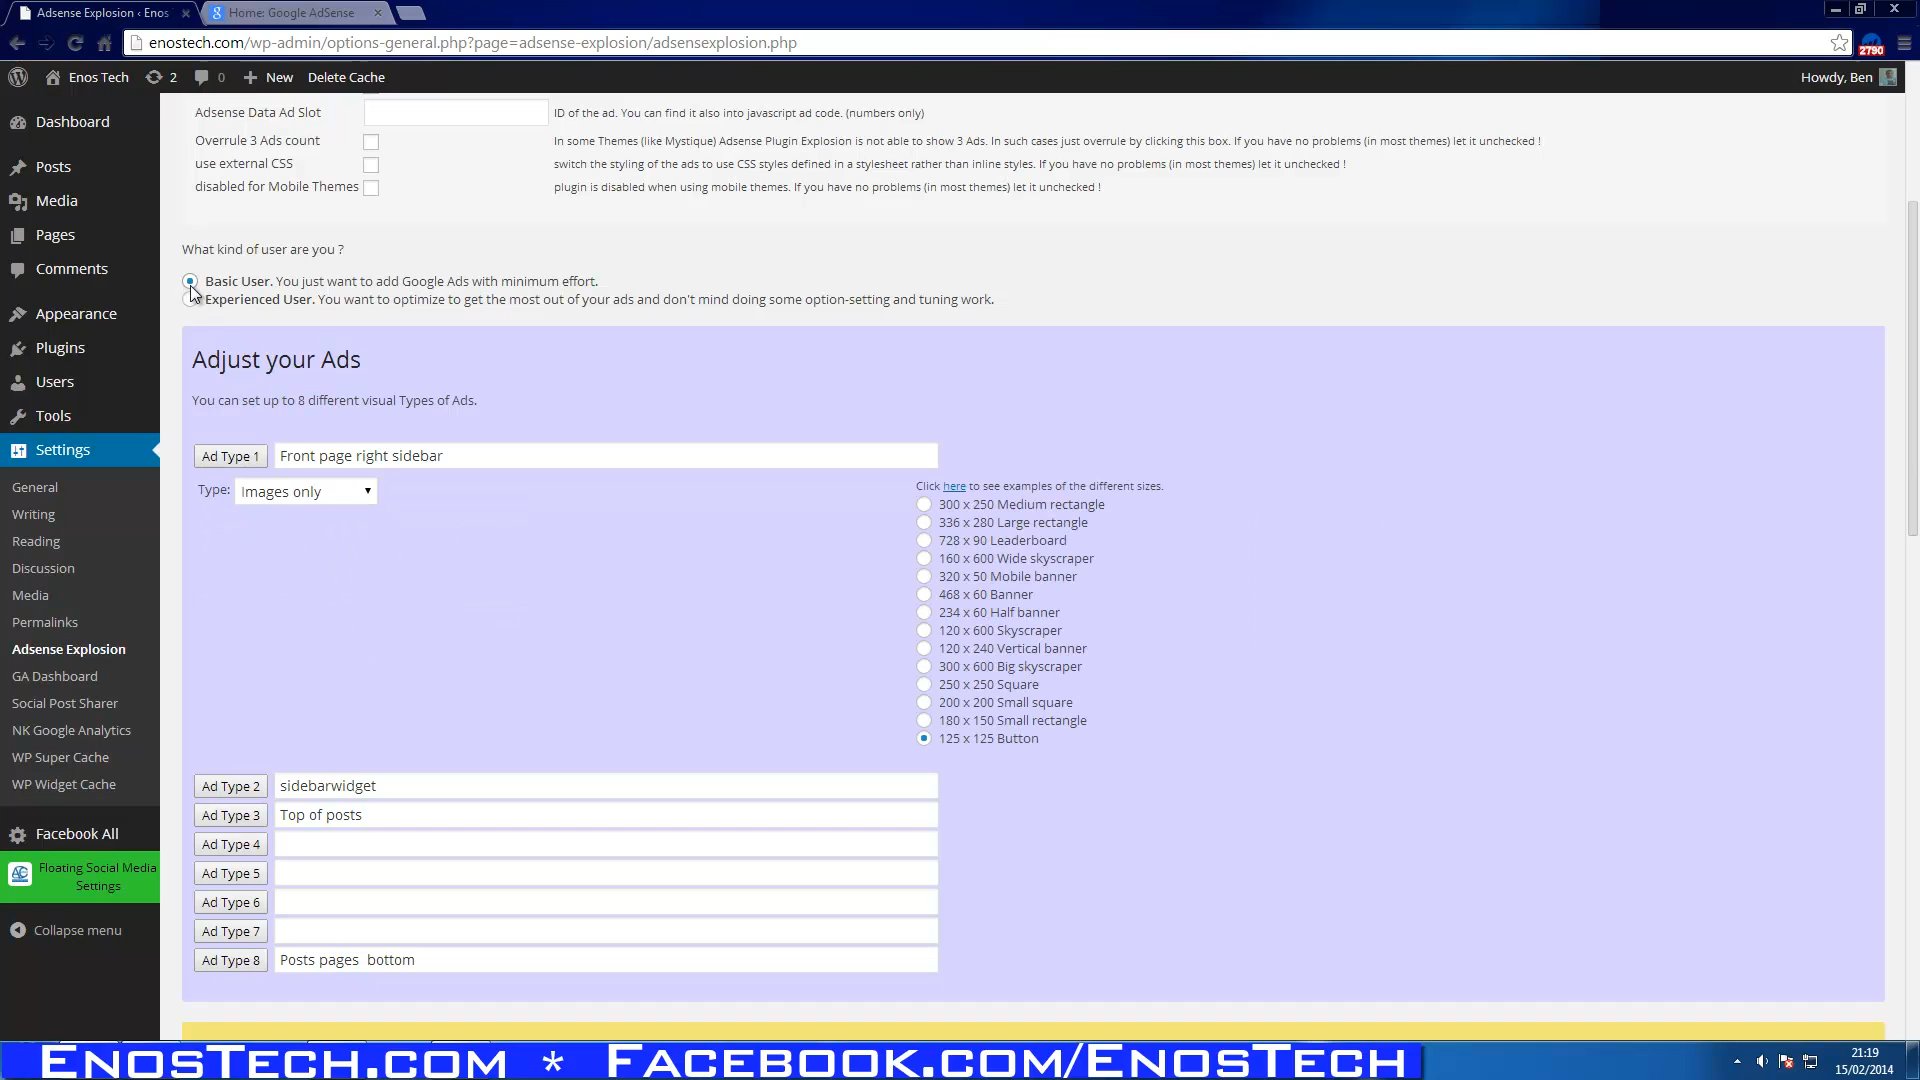 Adsense Explosion ‹ Enos
Home: Google AdSense
enostech.com/wp-admin/options-general.php?page=adsense-explosion/adsensexplosion.php
2790
Enos Tech
2
0
New
Delete Cache
Howdy, Ben
Dashboard
Posts
Media
Pages
Comments
Appearance
Plugins
Users
Tools
Settings
General
Writing
Reading
Discussion
Media
Permalinks
Adsense Explosion
GA Dashboard
Social Post Sharer
NK Google Analytics
WP Super Cache
WP Widget Cache
Facebook All
Floating Social Media
Settings
Collapse menu
Adsense Data Ad Slot
ID of the ad. You can find it also into javascript ad code. (numbers only)
Overrule 3 Ads count
In some Themes (like Mystique) Adsense Plugin Explosion is not able to show 3 Ads. In such cases just overrule by clicking this box. If you have no problems (in most themes) let it unchecked !
use external CSS
switch the styling of the ads to use CSS styles defined in a stylesheet rather than inline styles. If you have no problems (in most themes) let it unchecked !
disabled for Mobile Themes
plugin is disabled when using mobile themes. If you have no problems (in most themes) let it unchecked !
What kind of user are you ?
Basic User. You just want to add Google Ads with minimum effort.
Experienced User. You want to optimize to get the most out of your ads and don't mind doing some option-setting and tuning work.
Adjust your Ads
You can set up to 8 different visual Types of Ads.
Ad Type 1
Front page right sidebar
Type:
Images only
Click here to see examples of the different sizes.
300 x 250 Medium rectangle
336 x 280 Large rectangle
728 x 90 Leaderboard
160 x 600 Wide skyscraper
320 x 50 Mobile banner
468 x 60 Banner
234 x 60 Half banner
120 x 600 Skyscraper
120 x 240 Vertical banner
300 x 600 Big skyscraper
250 x 250 Square
200 x 200 Small square
180 x 150 Small rectangle
125 x 125 Button
Ad Type 2
sidebarwidget
Ad Type 3
Top of posts
Ad Type 4
Ad Type 5
Ad Type 6
Ad Type 7
Ad Type 8
Posts pages  bottom
EnosTech.com * Facebook.com/EnosTech
21:19
15/02/2014